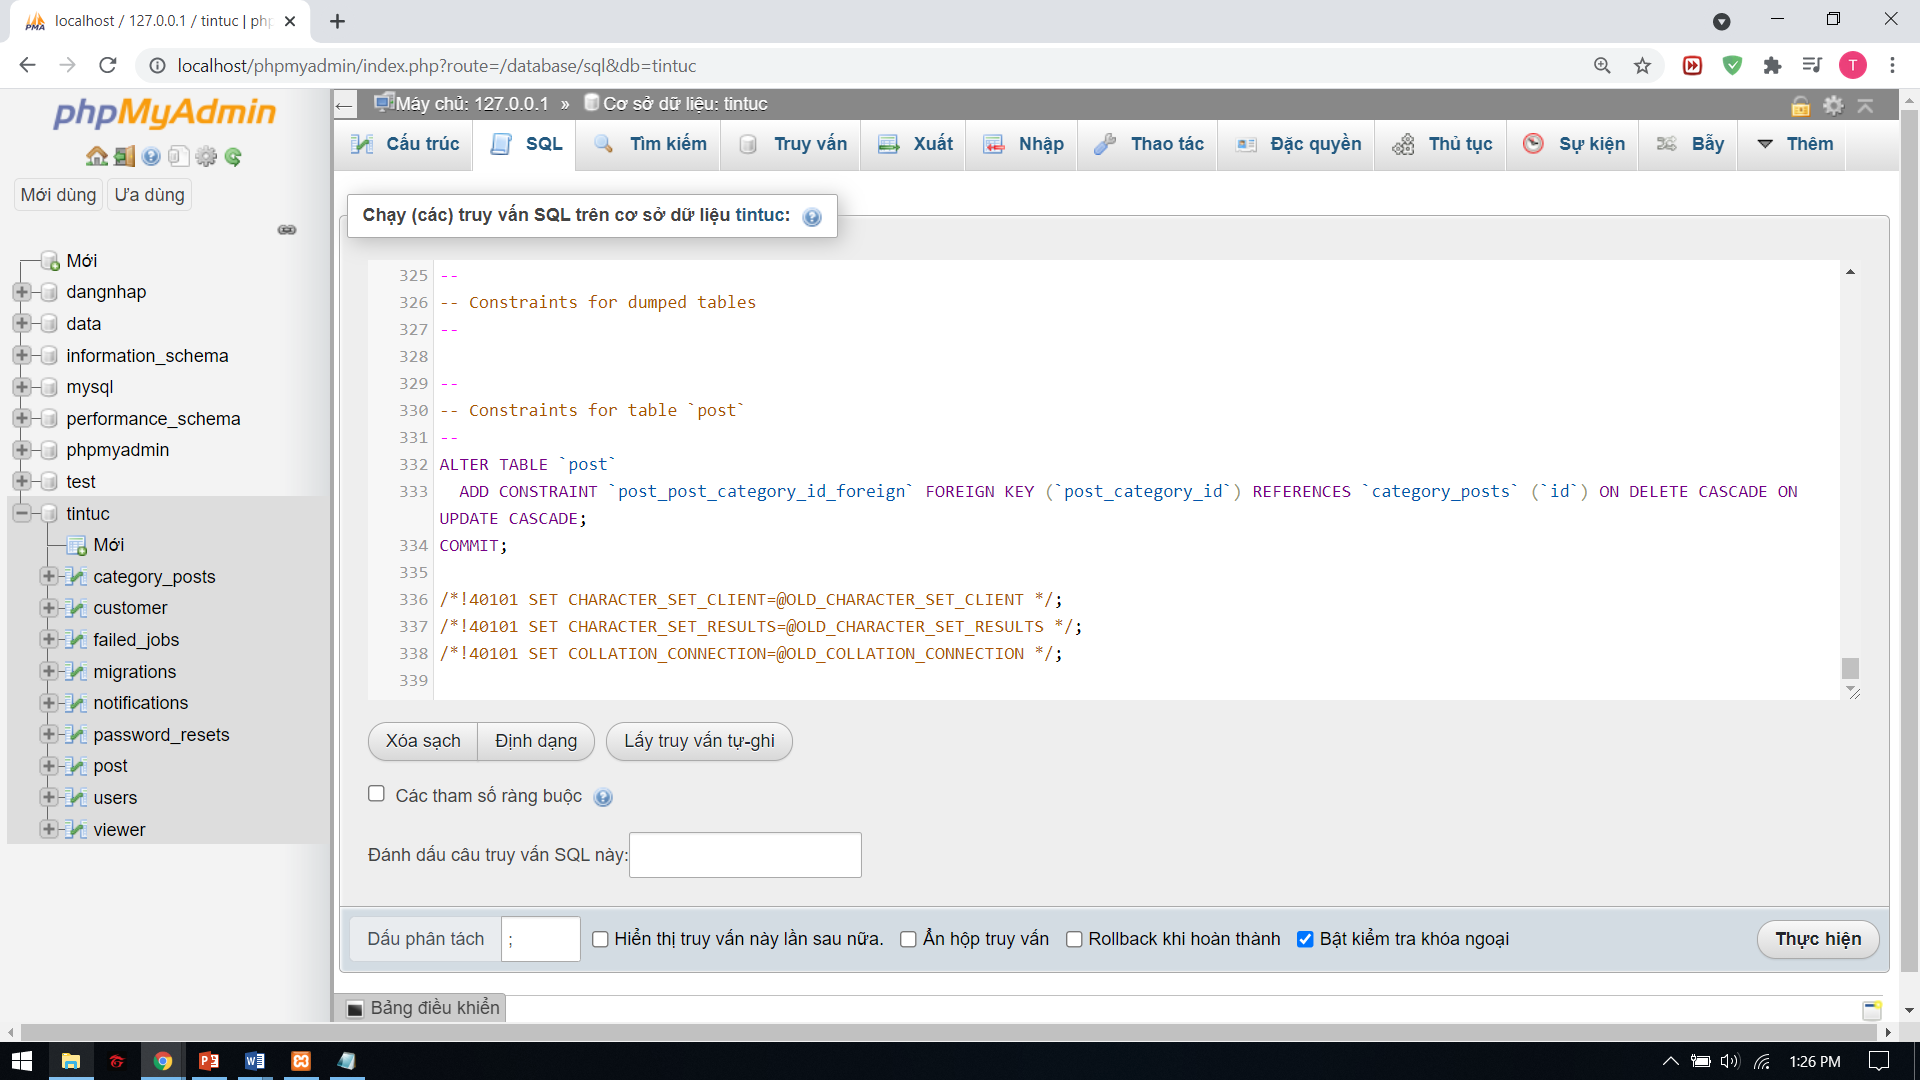 localhost / 127.0.0.1 / tintuc | php
localhost/phpmyadmin/index.php?route=/database/sql&db=tintuc
T
phpMyAdmin
Mới dùng
Ưa dùng
Mới
dangnhap
data
information_schema
mysql
performance_schema
phpmyadmin
test
tintuc
Mới
category_posts
customer
failed_jobs
migrations
notifications
password_resets
post
users
viewer
Máy chủ: 127.0.0.1 » Cơ sở dữ liệu: tintuc
Cấu trúc
SQL
Tìm kiếm
Truy vấn
Xuất
Nhập
Thao tác
Đặc quyền
Thủ tục
Sự kiện
Bẫy
Thêm
Chạy (các) truy vấn SQL trên cơ sở dữ liệu tintuc:
325 --
326 -- Constraints for dumped tables
327 --
328
329 --
330 -- Constraints for table `post`
331 --
332 ALTER TABLE `post`
333 ADD CONSTRAINT `post_post_category_id_foreign` FOREIGN KEY (`post_category_id`) REFERENCES `category_posts` (`id`) ON DELETE CASCADE ON
UPDATE CASCADE;
334 COMMIT;
335
336 /*!40101 SET CHARACTER_SET_CLIENT=@OLD_CHARACTER_SET_CLIENT */;
337 /*!40101 SET CHARACTER_SET_RESULTS=@OLD_CHARACTER_SET_RESULTS */;
338 /*!40101 SET COLLATION_CONNECTION=@OLD_COLLATION_CONNECTION */;
339
Xóa sạch
Định dạng
Lấy truy vấn tự-ghi
Các tham số ràng buộc
Đánh dấu câu truy vấn SQL này:
Dấu phân tách ;
Hiển thị truy vấn này lần sau nữa.
Ẩn hộp truy vấn
Rollback khi hoàn thành
Bật kiểm tra khóa ngoại
Thực hiện
Bảng điều khiển
1:26 PM